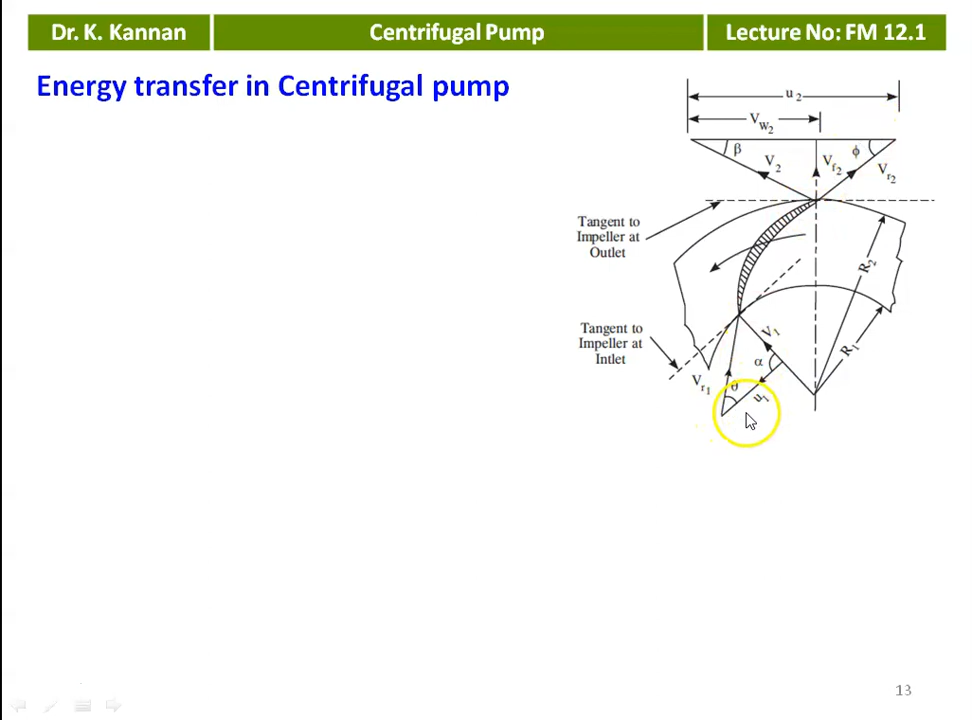 Dr. K. Kannan
Centrifugal Pump
Lecture No: FM 12.1
Energy transfer in Centrifugal pump
u2
Vw2
β
V2
Vf2
ϕ
Vr2
Tangent to
Impeller at
Outlet
R2
Tangent to
Impeller at
Intlet
V1
R1
α
Vr1
θ
u1
13